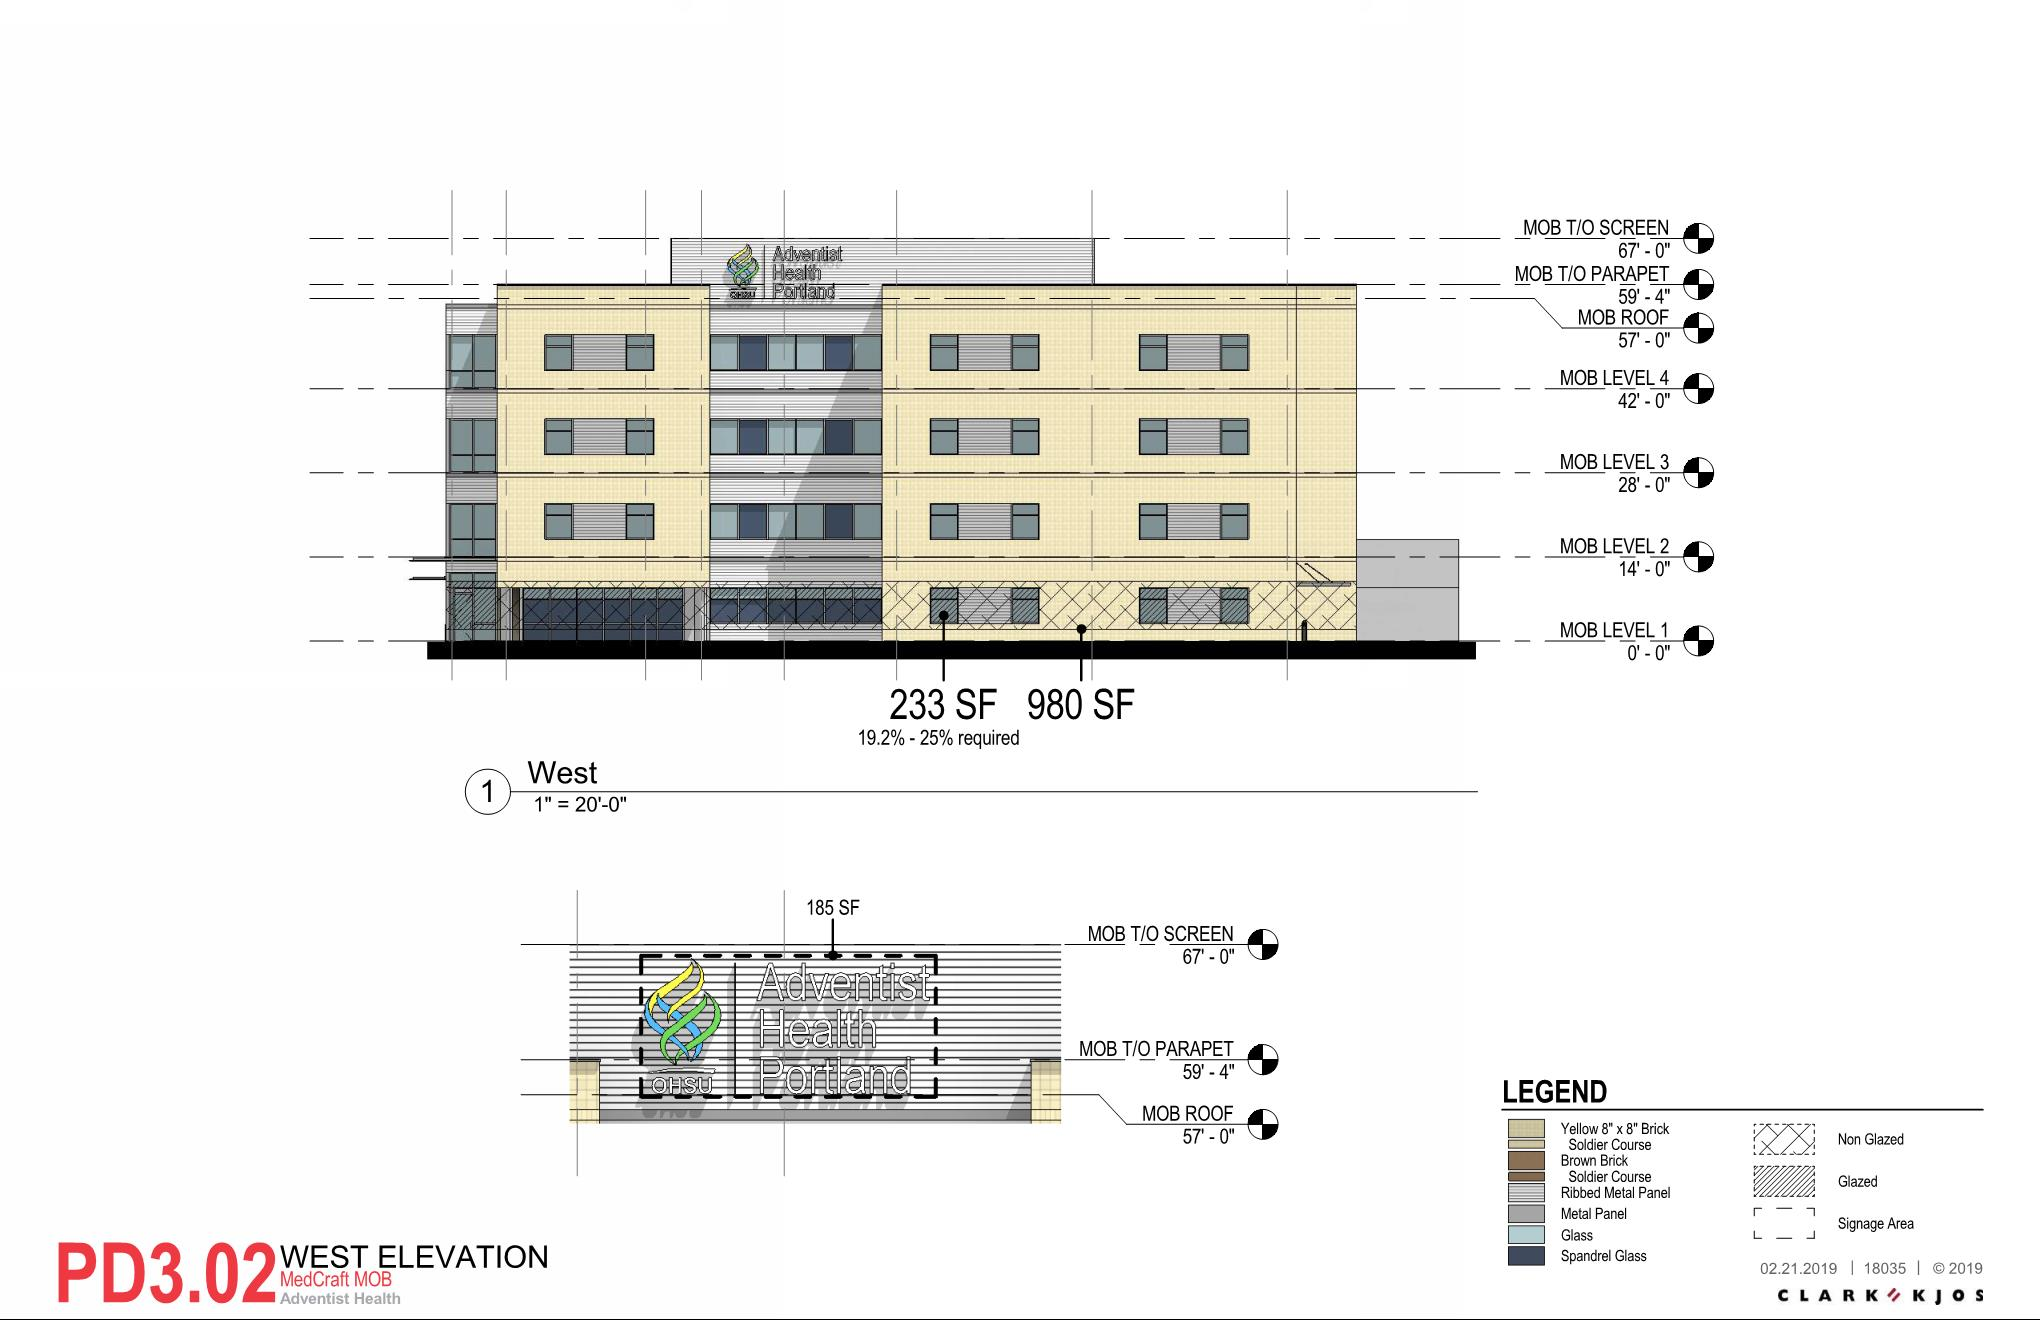 Adventist
Health
Portland
OHSU
MOB T/O SCREEN
67' - 0"
MOB T/O PARAPET
59' - 4"
MOB ROOF
57' - 0"
MOB LEVEL 4
42' - 0"
MOB LEVEL 3
28' - 0"
MOB LEVEL 2
14' - 0"
MOB LEVEL 1
0' - 0"
233 SF 980 SF
19.2% - 25% required
1 West
1" = 20'-0"
185 SF
MOB T/O SCREEN
67' - 0"
Adventist
Health
Portland
OHSU
MOB T/O PARAPET
59' - 4"
MOB ROOF
57' - 0"
LEGEND
Yellow 8" x 8" Brick
Soldier Course
Brown Brick
Soldier Course
Ribbed Metal Panel
Metal Panel
Glass
Spandrel Glass
Non Glazed
Glazed
Signage Area
PD3.02 WEST ELEVATION
MedCraft MOB
Adventist Health
02.21.2019 | 18035 | © 2019
CLARK KJOS